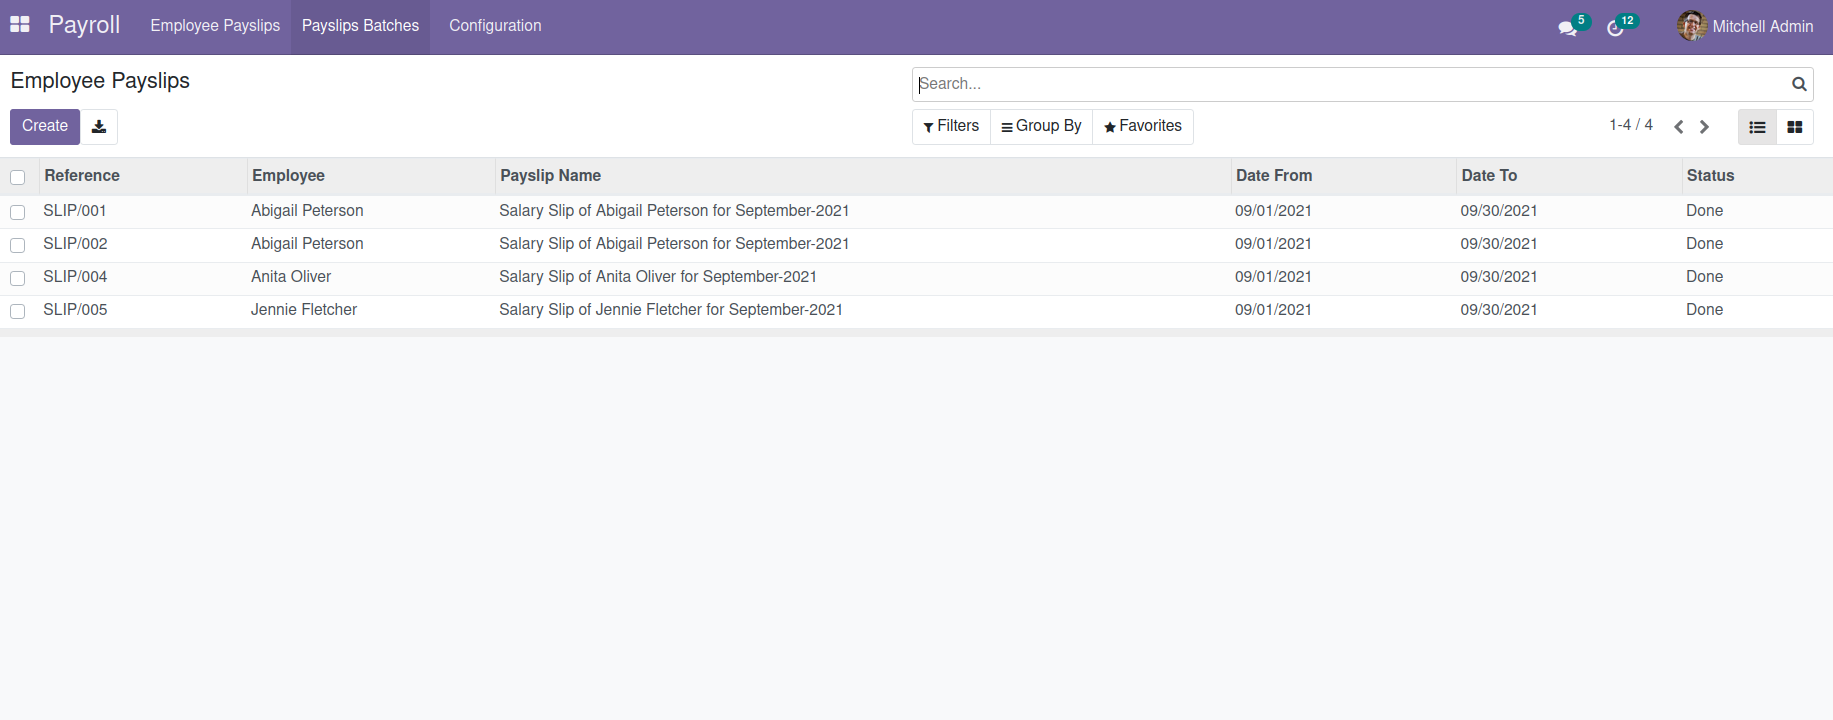 Payroll Employee Payslips Payslips Batches Configuration 5 12 Mitchell Admin
Employee Payslips
Search...
Create Filters Group By Favorites 1-4 / 4
Reference Employee Payslip Name Date From Date To Status
SLIP/001 Abigail Peterson Salary Slip of Abigail Peterson for September-2021 09/01/2021 09/30/2021 Done
SLIP/002 Abigail Peterson Salary Slip of Abigail Peterson for September-2021 09/01/2021 09/30/2021 Done
SLIP/004 Anita Oliver Salary Slip of Anita Oliver for September-2021 09/01/2021 09/30/2021 Done
SLIP/005 Jennie Fletcher Salary Slip of Jennie Fletcher for September-2021 09/01/2021 09/30/2021 Done